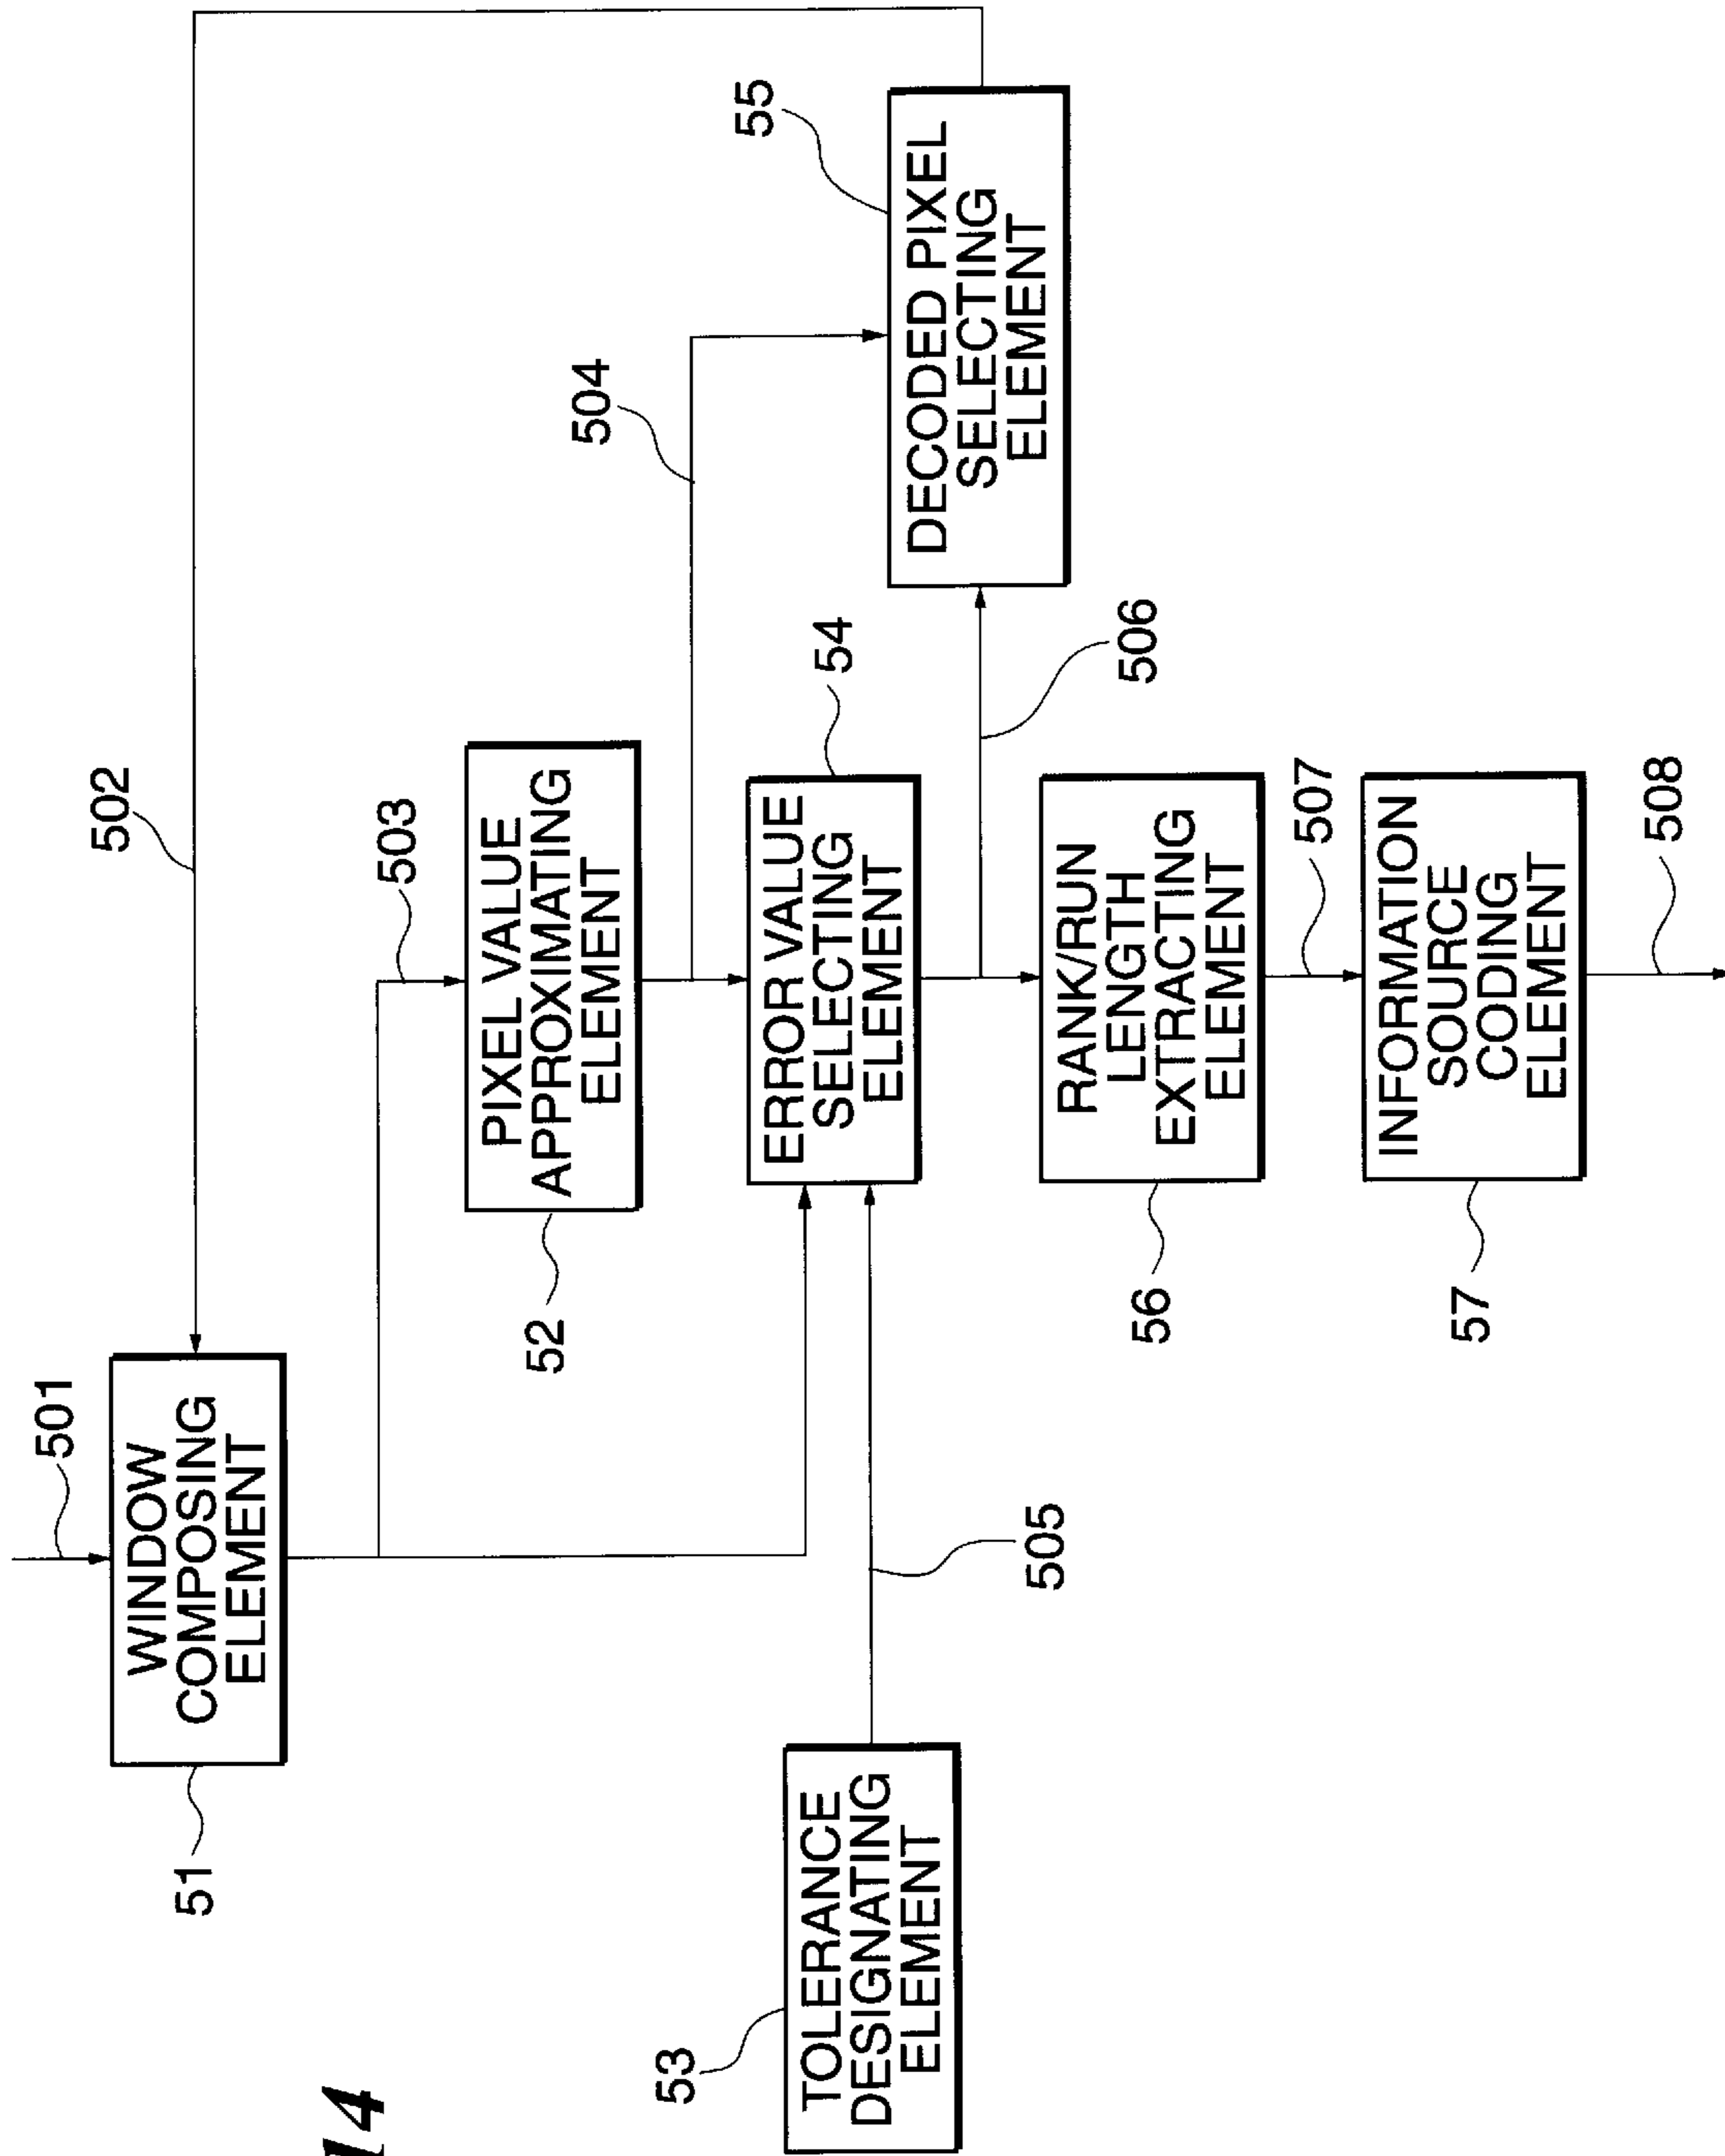 501
WINDOW
COMPOSING
ELEMENT
51
502
503
PIXEL VALUE
APPROXIMATING
ELEMENT
52
504
TOLERANCE
DESIGNATING
ELEMENT
53
505
ERROR VALUE
SELECTING
ELEMENT
54
DECODED PIXEL
SELECTING
ELEMENT
55
506
RANK/RUN
LENGTH
EXTRACTING
ELEMENT
56
507
INFORMATION
SOURCE
CODING
ELEMENT
57
508
14